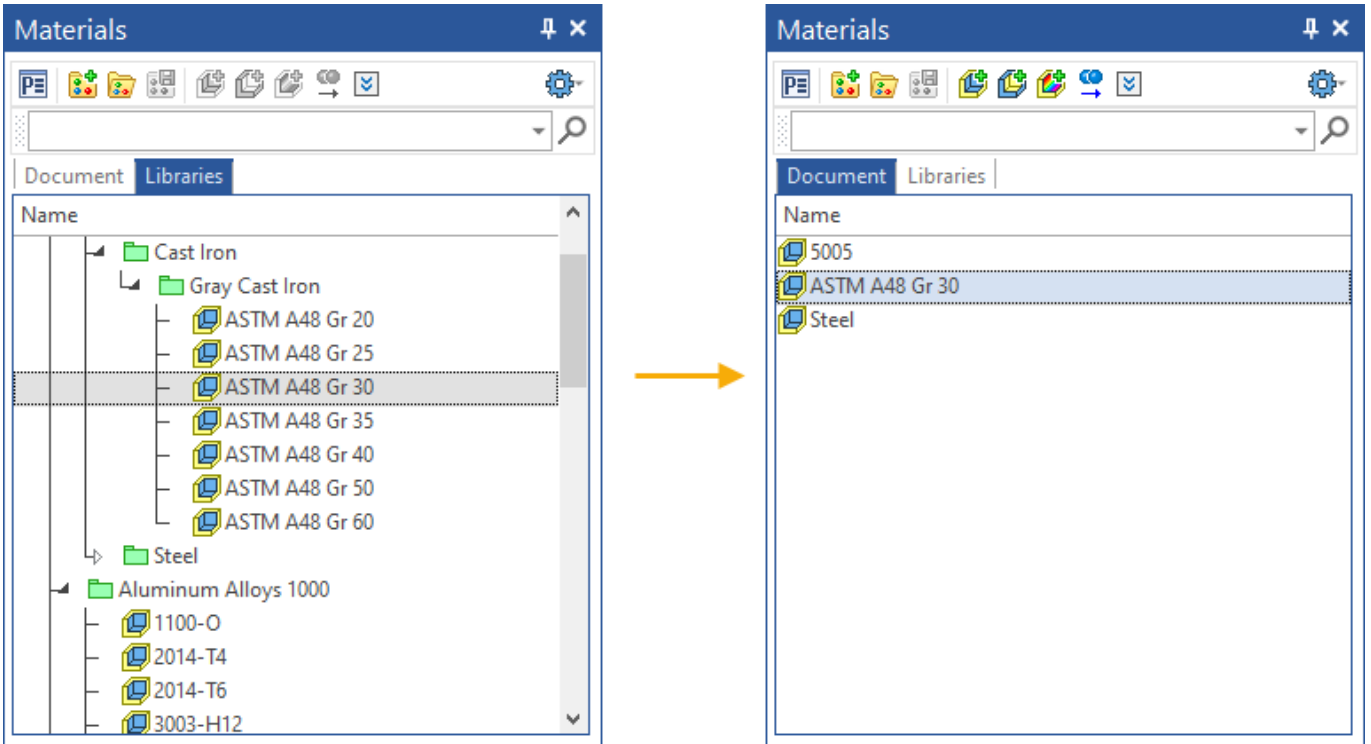 Materials
Document Libraries
Name
Cast Iron
Gray Cast Iron
ASTM A48 Gr 20
ASTM A48 Gr 25
ASTM A48 Gr 30
ASTM A48 Gr 35
ASTM A48 Gr 40
ASTM A48 Gr 50
ASTM A48 Gr 60
Steel
Aluminum Alloys 1000
1100-O
2014-T4
2014-T6
3003-H12
Materials
Document Libraries
Name
5005
ASTM A48 Gr 30
Steel